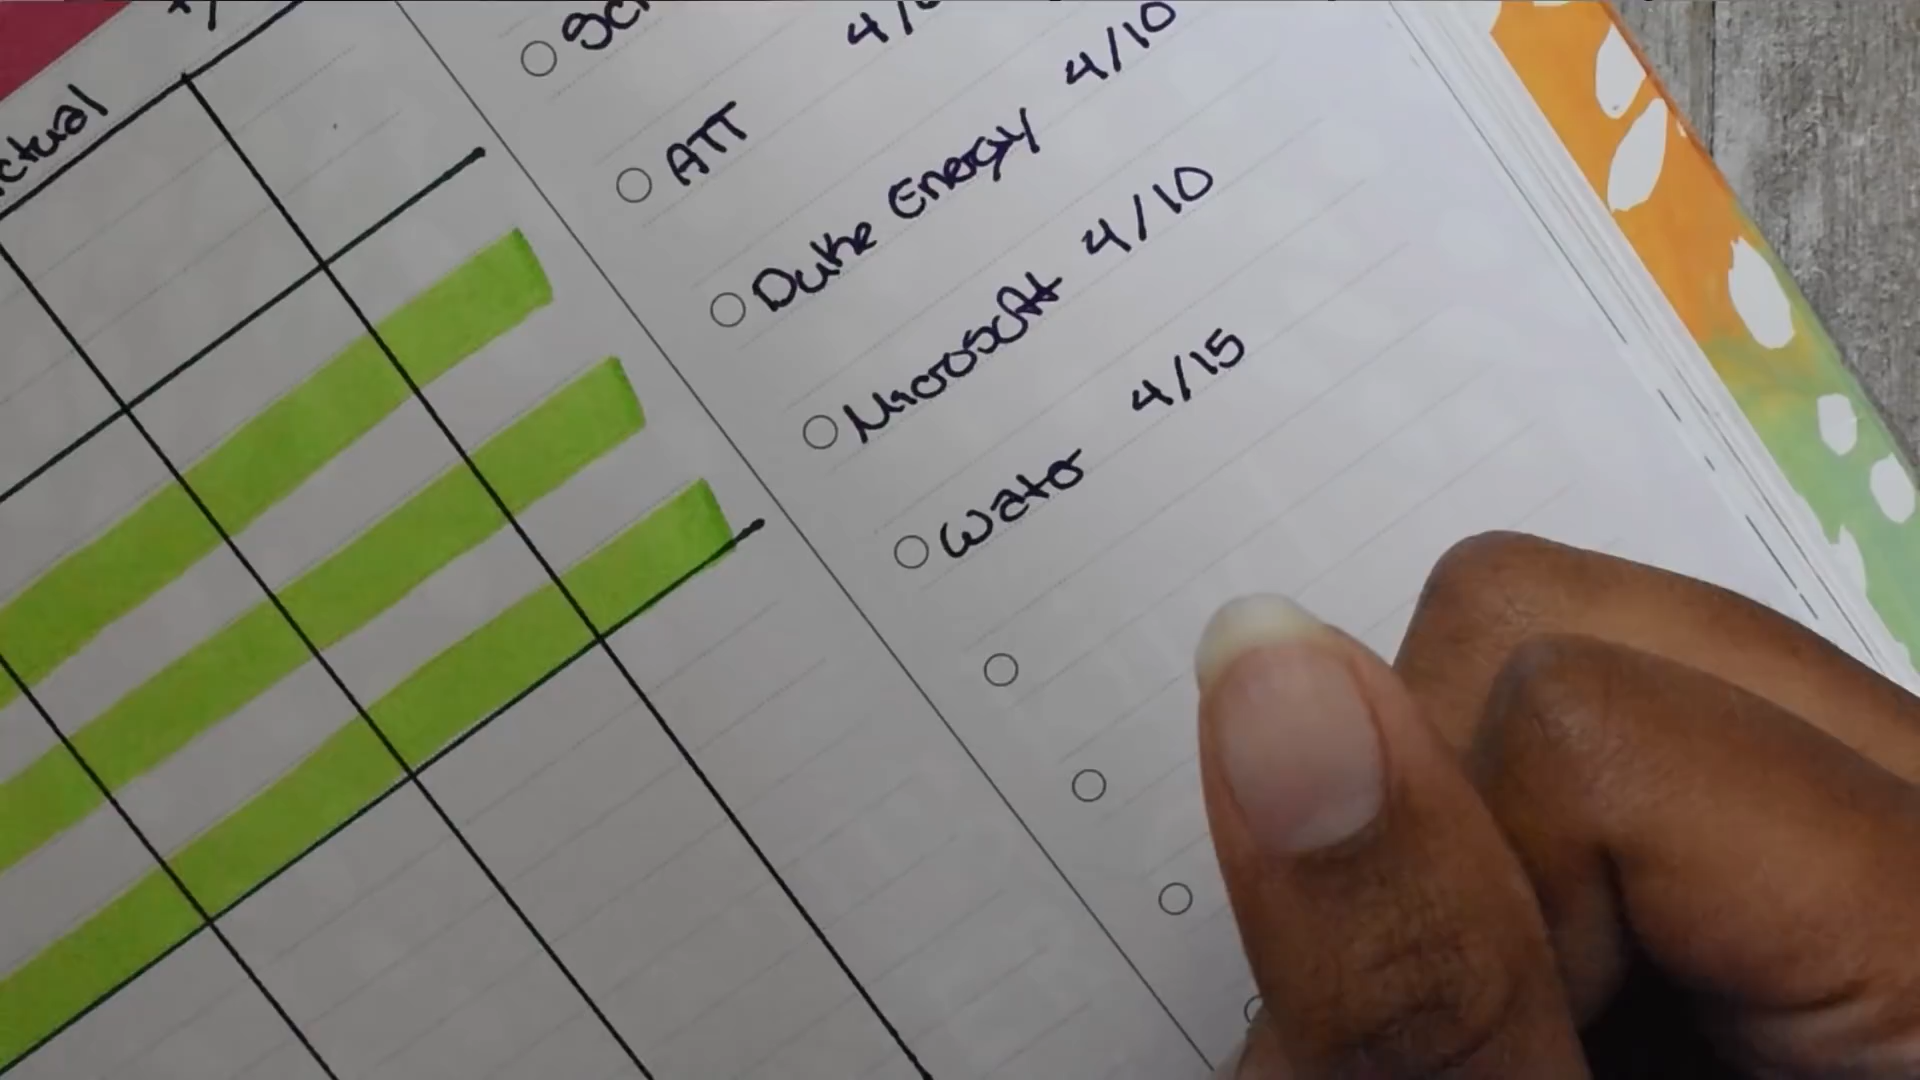 ctual
ATT
Duke Energy 4/10
Microsoft 4/10
Water 4/15